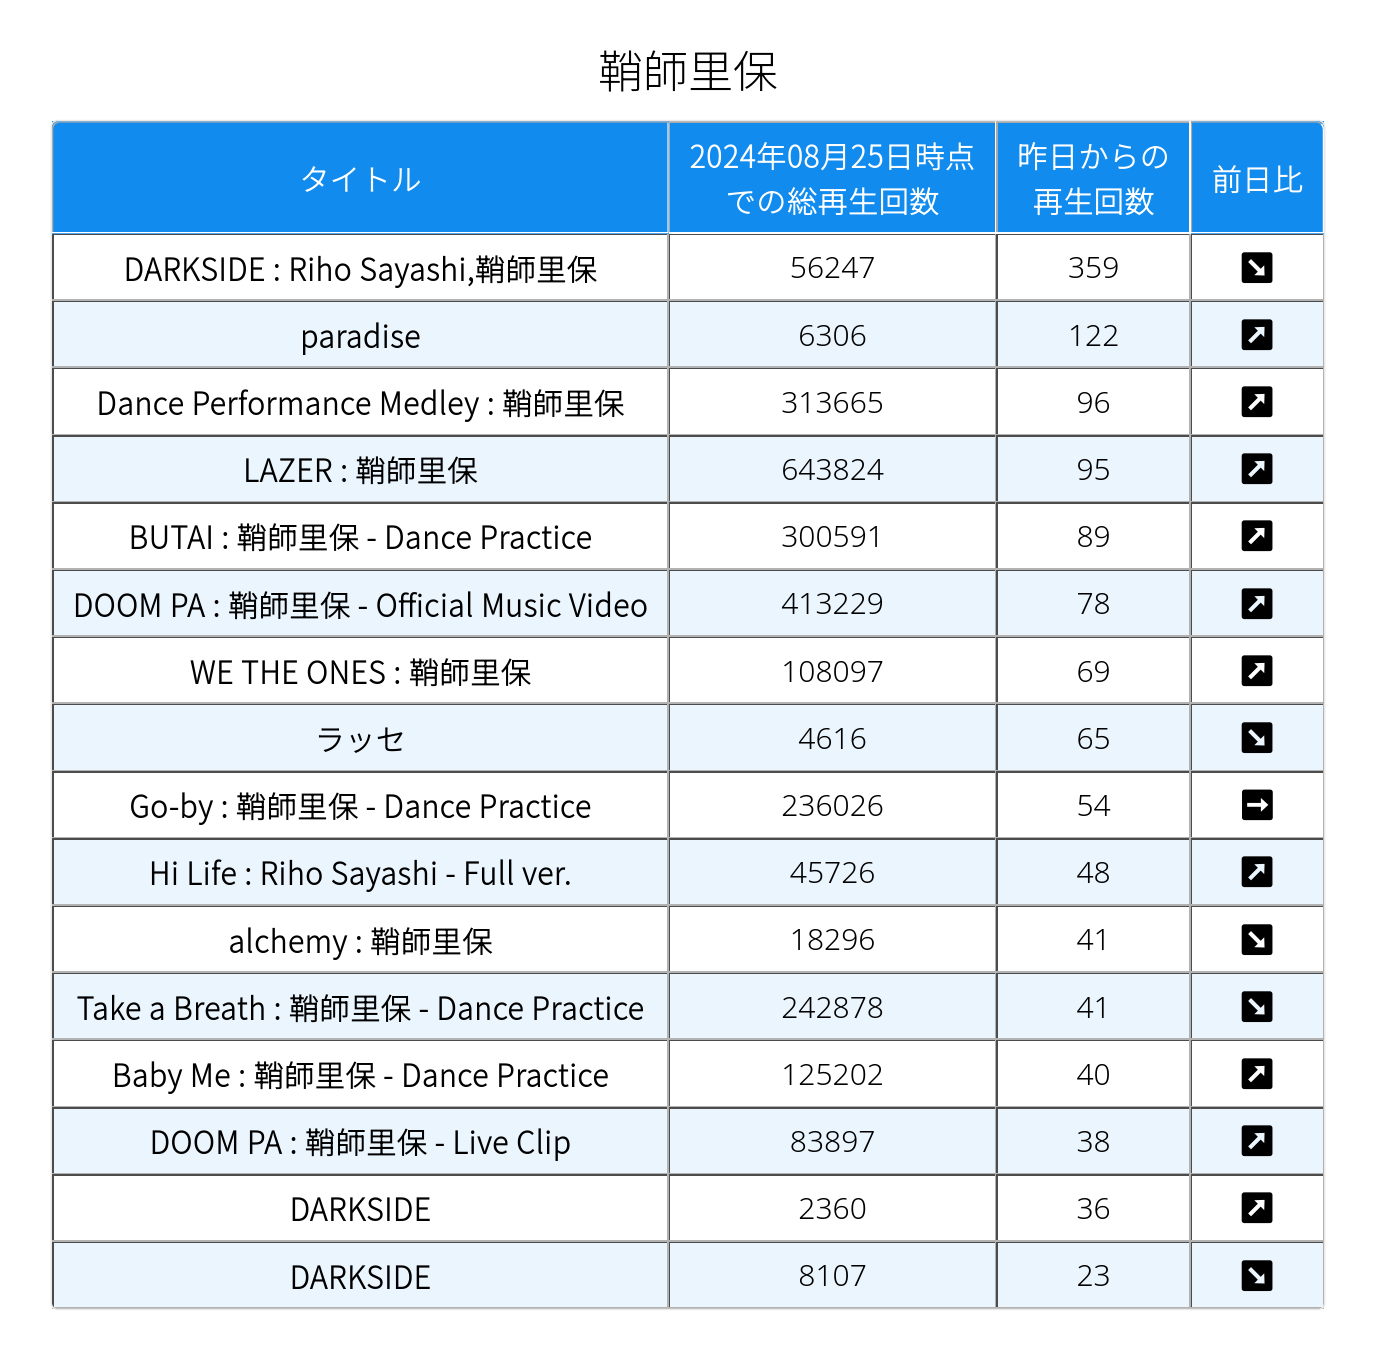 鞘師里保
タイトル
2024年08月25日時点
での総再生回数
昨日からの
再生回数
前日比
DARKSIDE : Riho Sayashi,鞘師里保 56247 359 ↘
paradise 6306 122 ↗
Dance Performance Medley : 鞘師里保 313665 96 ↗
LAZER : 鞘師里保 643824 95 ↗
BUTAI : 鞘師里保 - Dance Practice 300591 89 ↗
DOOM PA : 鞘師里保 - Official Music Video 413229 78 ↗
WE THE ONES : 鞘師里保 108097 69 ↗
ラッセ 4616 65 ↘
Go-by : 鞘師里保 - Dance Practice 236026 54 →
Hi Life : Riho Sayashi - Full ver. 45726 48 ↗
alchemy : 鞘師里保 18296 41 ↘
Take a Breath : 鞘師里保 - Dance Practice 242878 41 ↘
Baby Me : 鞘師里保 - Dance Practice 125202 40 ↗
DOOM PA : 鞘師里保 - Live Clip 83897 38 ↗
DARKSIDE 2360 36 ↗
DARKSIDE 8107 23 ↘